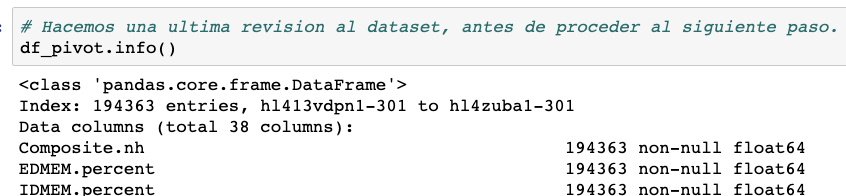 # Hacemos una ultima revision al dataset, antes de proceder al siguiente paso.
df_pivot.info()
<class 'pandas.core.frame.DataFrame'>
Index: 194363 entries, hl413vdpn1-301 to hl4zuba1-301
Data columns (total 38 columns):
Composite.nh 194363 non-null float64
EDMEM.percent 194363 non-null float64
IDMEM.percent 194363 non-null float64